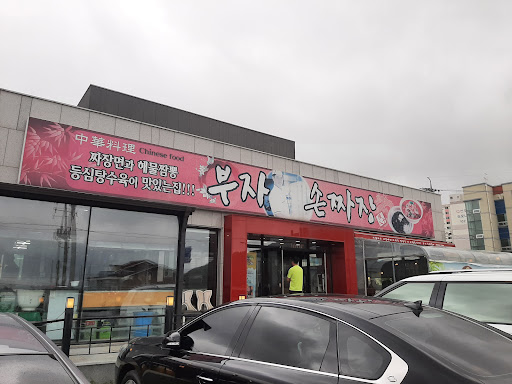 中華料理 Chinese food
짜장면과 해물짬뽕
등심탕수육이 맛있는집!!!
부자 손짜장